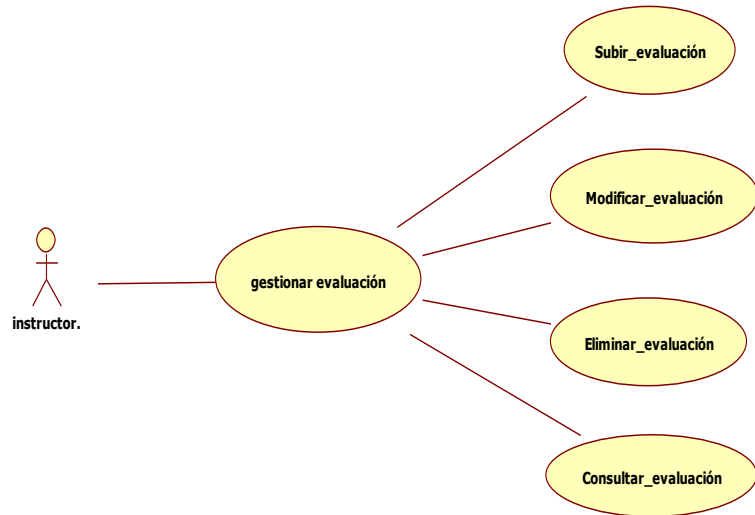 Subir_evaluación
Modificar_evaluación
gestionar evaluación
instructor.
Eliminar_evaluación
Consultar_evaluación